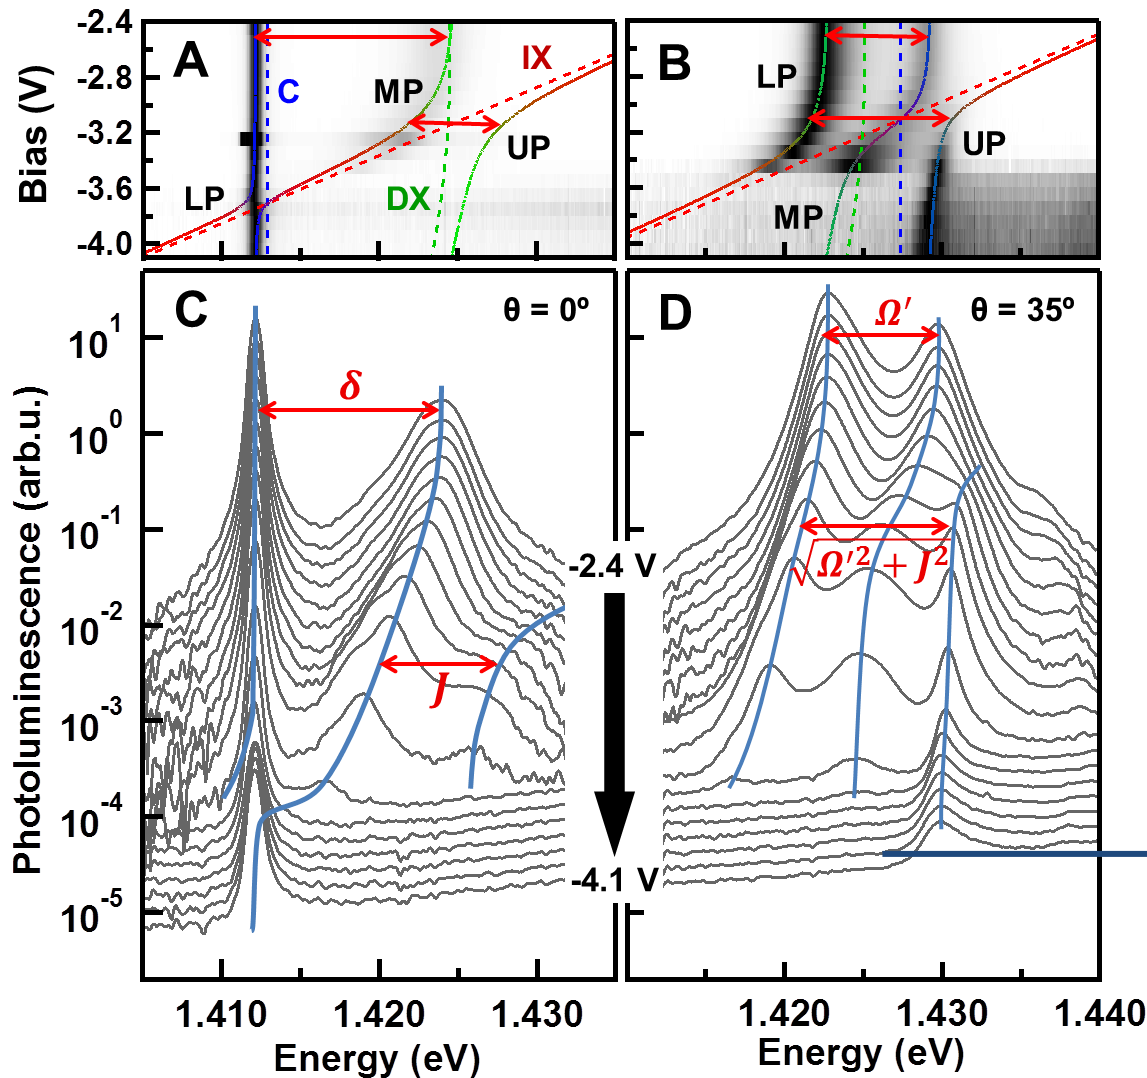 Bias (V)
-2.4
-2.8
-3.2
-3.6
-4.0
A
C
MP
IX
UP
LP
DX
B
LP
UP
MP
Photoluminescence (arb.u.)
10¹
10⁰
10⁻¹
10⁻²
10⁻³
10⁻⁴
10⁻⁵
C
θ = 0º
δ
J
-2.4 V
-4.1 V
D
θ = 35º
Ω′
√Ω′² + J²
1.410
1.420
1.430
Energy (eV)
1.420
1.430
1.440
Energy (eV)